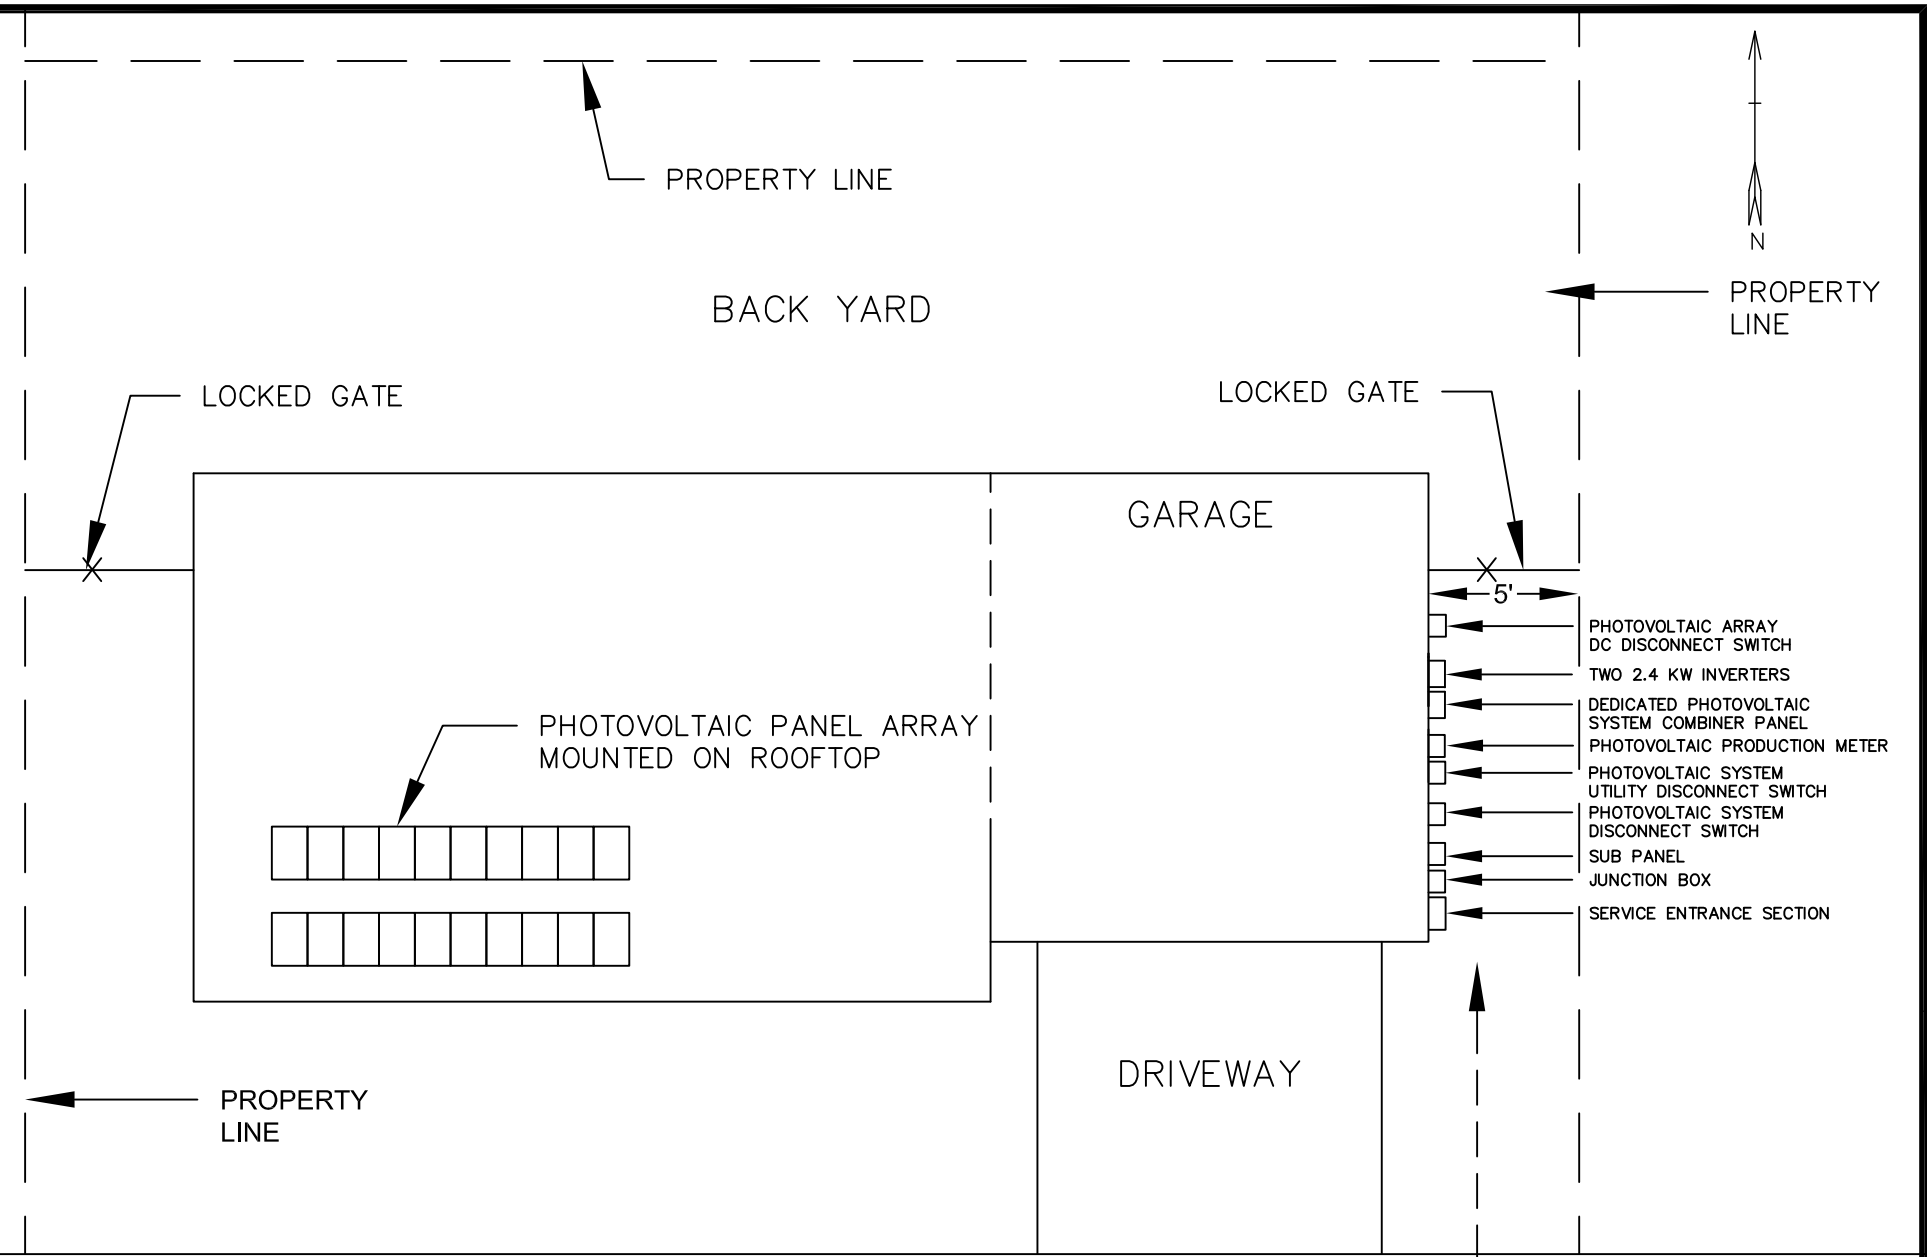 PROPERTY LINE
N
BACK YARD
PROPERTY
LINE
LOCKED GATE
LOCKED GATE
GARAGE
5'
PHOTOVOLTAIC ARRAY
DC DISCONNECT SWITCH
TWO 2.4 KW INVERTERS
DEDICATED PHOTOVOLTAIC
SYSTEM COMBINER PANEL
PHOTOVOLTAIC PRODUCTION METER
PHOTOVOLTAIC SYSTEM
UTILITY DISCONNECT SWITCH
PHOTOVOLTAIC SYSTEM
DISCONNECT SWITCH
SUB PANEL
JUNCTION BOX
SERVICE ENTRANCE SECTION
PHOTOVOLTAIC PANEL ARRAY
MOUNTED ON ROOFTOP
DRIVEWAY
PROPERTY
LINE